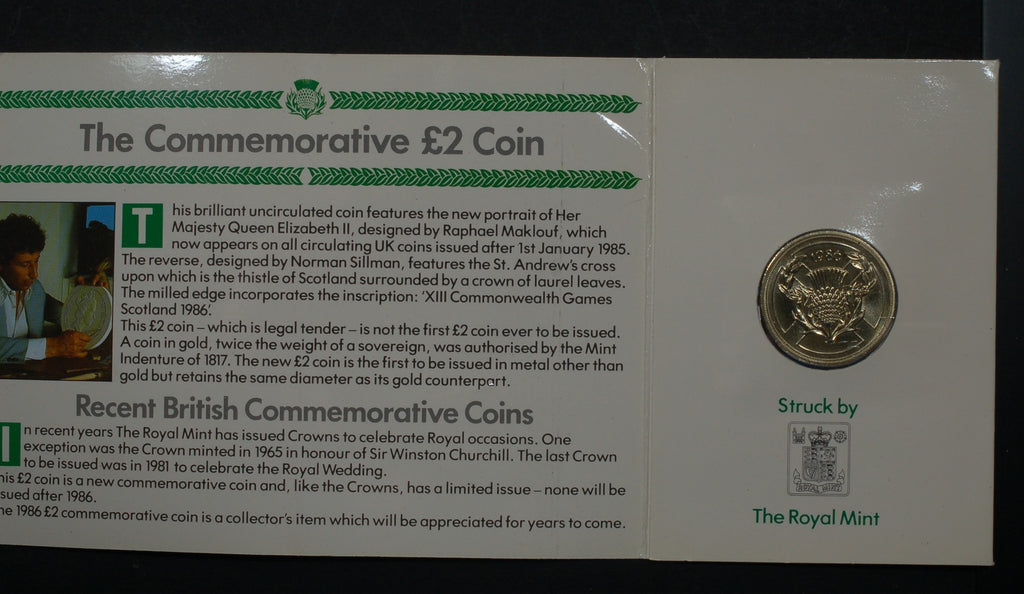 The Commemorative £2 Coin
This brilliant uncirculated coin features the new portrait of Her
Majesty Queen Elizabeth II, designed by Raphael Maklouf, which
now appears on all circulating UK coins issued after 1st January 1985.
The reverse, designed by Norman Sillman, features the St. Andrew's cross
upon which is the thistle of Scotland surrounded by a crown of laurel leaves.
The milled edge incorporates the inscription: 'XIII Commonwealth Games
Scotland 1986'.
This £2 coin – which is legal tender – is not the first £2 coin ever to be issued.
A coin in gold, twice the weight of a sovereign, was authorised by the Mint
Indenture of 1817. The new £2 coin is the first to be issued in metal other than
gold but retains the same diameter as its gold counterpart.
Recent British Commemorative Coins
In recent years The Royal Mint has issued Crowns to celebrate Royal occasions. One
exception was the Crown minted in 1965 in honour of Sir Winston Churchill. The last Crown
to be issued was in 1981 to celebrate the Royal Wedding.
his £2 coin is a new commemorative coin and, like the Crowns, has a limited issue – none will be
sued after 1986.
he 1986 £2 commemorative coin is a collector's item which will be appreciated for years to come.
1986
Struck by
ROYAL MINT
The Royal Mint